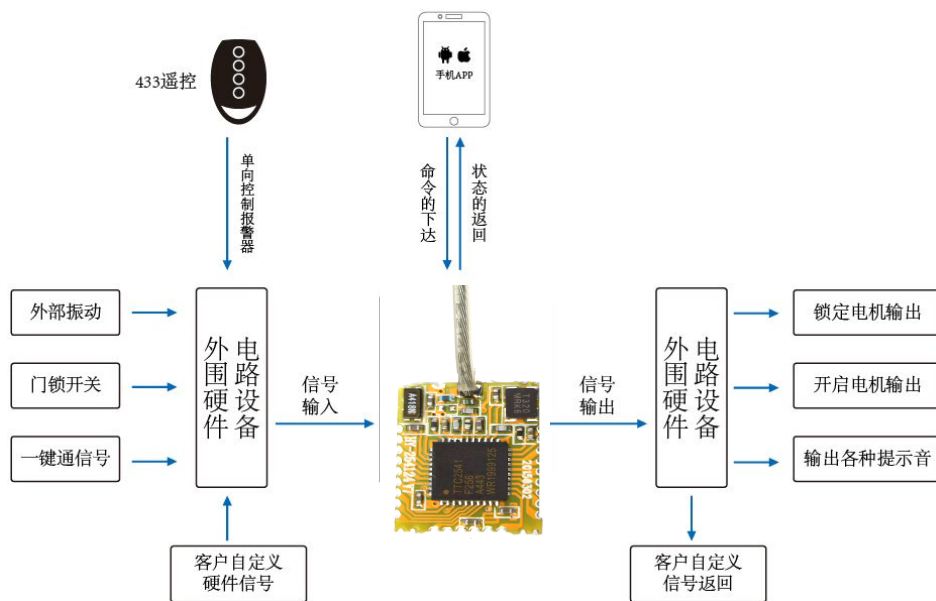 433遥控
手机APP
单向控制报警器
命令的下达
状态的返回
外部振动
门锁开关
一键通信号
外围硬件
电路设备
信号
输入
信号
输出
外围硬件
电路设备
锁定电机输出
开启电机输出
输出各种提示音
客户自定义
硬件信号
客户自定义
信号返回
TTC2541
F256
A443
WR1999125
2015A302